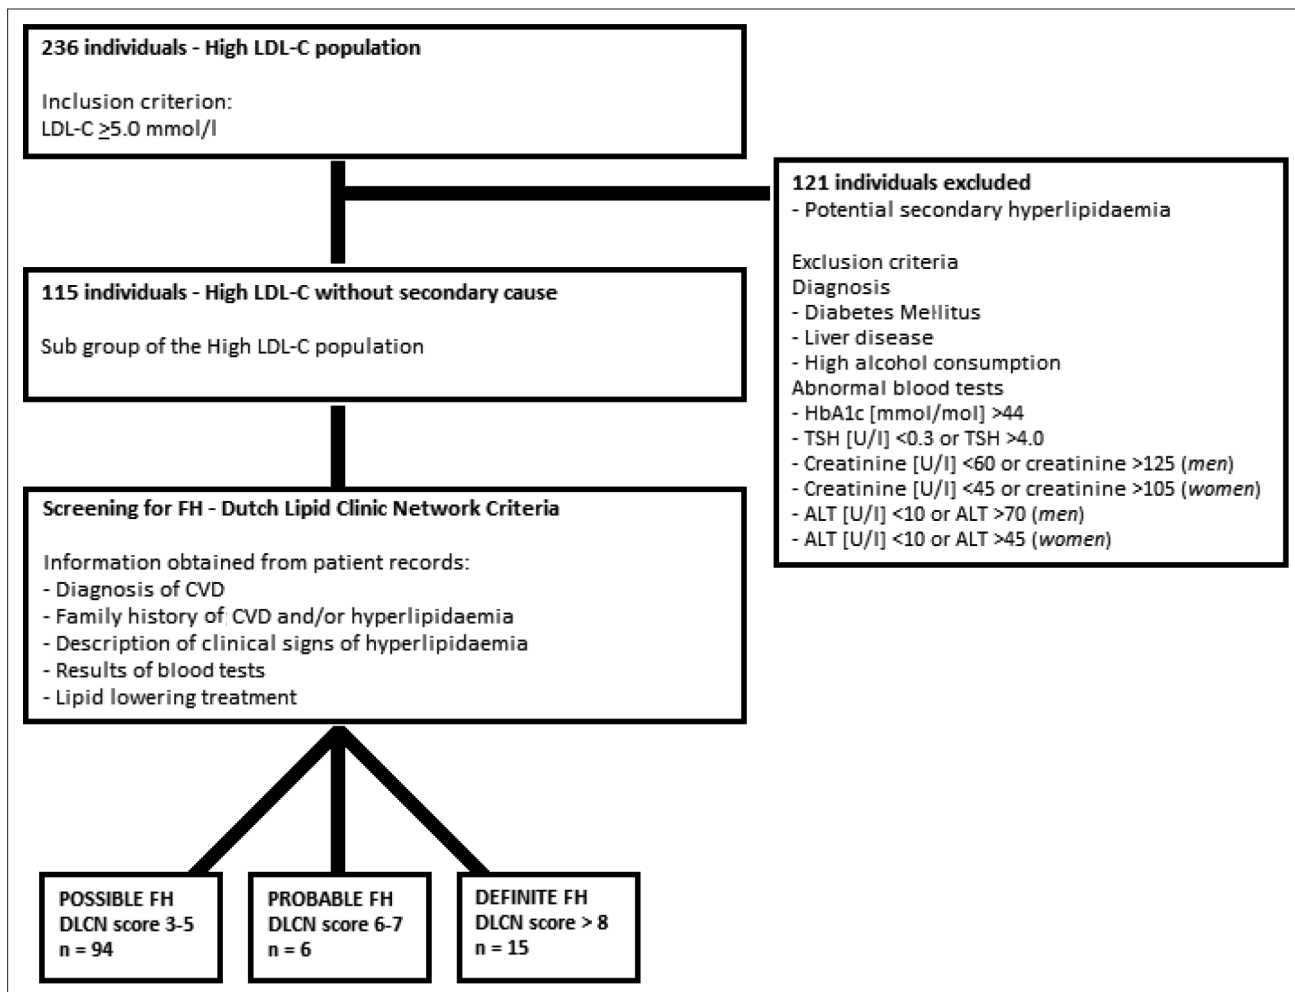 236 individuals - High LDL-C population
Inclusion criterion:
LDL-C ≥5.0 mmol/l
121 individuals excluded
- Potential secondary hyperlipidaemia
Exclusion criteria
Diagnosis
- Diabetes Mellitus
- Liver disease
- High alcohol consumption
Abnormal blood tests
- HbA1c [mmol/mol] >44
- TSH [U/l] <0.3 or TSH >4.0
- Creatinine [U/l] <60 or creatinine >125 (men)
- Creatinine [U/l] <45 or creatinine >105 (women)
- ALT [U/l] <10 or ALT >70 (men)
- ALT [U/l] <10 or ALT >45 (women)
115 individuals - High LDL-C without secondary cause
Sub group of the High LDL-C population
Screening for FH - Dutch Lipid Clinic Network Criteria
Information obtained from patient records:
- Diagnosis of CVD
- Family history of CVD and/or hyperlipidaemia
- Description of clinical signs of hyperlipidaemia
- Results of blood tests
- Lipid lowering treatment
POSSIBLE FH
DLCN score 3-5
n = 94
PROBABLE FH
DLCN score 6-7
n = 6
DEFINITE FH
DLCN score > 8
n = 15